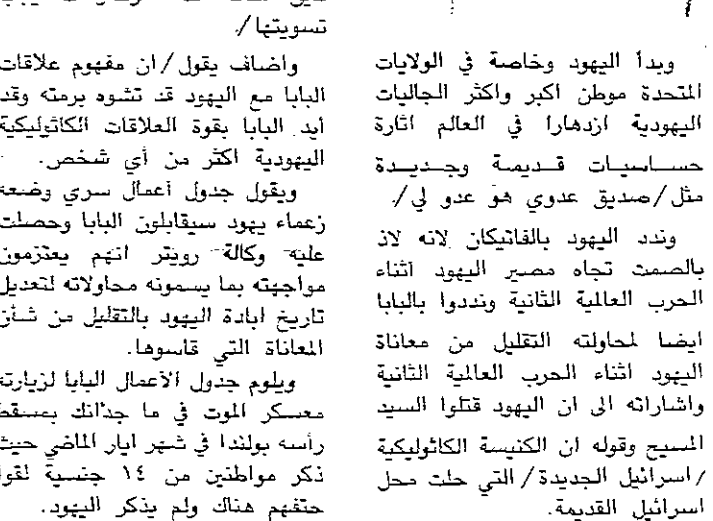 وبدأ اليهود وخاصة في الولايات
المتحدة موطن اكبر واكثر الجاليات
اليهودية ازدهارا في العالم اثارة
حساسيات قديمة وجديدة
مثل /صديق عدوي هو عدو لي/.
وندد اليهود بالفاتيكان لانه لاذ
بالصمت تجاه مصير اليهود اثناء
الحرب العالمية الثانية ونددوا بالبابا
ايضا لمحاولته التقليل من معاناة
اليهود اثناء الحرب العالمية الثانية
واشاراته الى ان اليهود قتلوا السيد
المسيح وقوله ان الكنيسة الكاثوليكية
/اسرائيل الجديدة/ التي حلت محل
اسرائيل القديمة.
تسويتها/.
واضاف يقول /ان مفهوم علاقات
البابا مع اليهود قد تشوه برمته وقد
أيد البابا بقوة العلاقات الكاثوليكية
اليهودية اكثر من أي شخص.
ويقول جدول أعمال سري وضعه
زعماء يهود سيقابلون البابا وحصلت
عليه وكالة رويتر انهم يعتزمون
مواجهته بما يسمونه محاولاته لتعديل
تاريخ ابادة اليهود بالتقليل من شأن
المعاناة التي قاسوها.
ويلوم جدول الأعمال البابا لزيارته
معسكر الموت في ما جدانك بمسقط
رأسه بولندا في شهر ايار الماضي حيث
ذكر مواطنين من ١٤ جنسية لقوا
حتفهم هناك ولم يذكر اليهود.